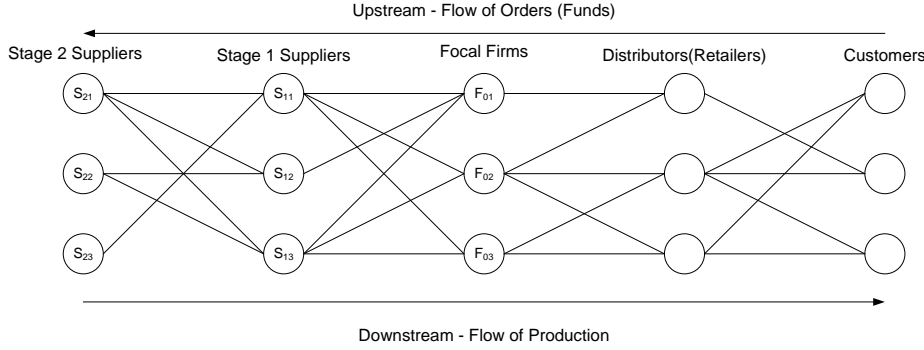 Upstream - Flow of Orders (Funds)
Stage 2 Suppliers Stage 1 Suppliers Focal Firms Distributors(Retailers) Customers
S21 S11 F01
S22 S12 F02
S23 S13 F03
Downstream - Flow of Production